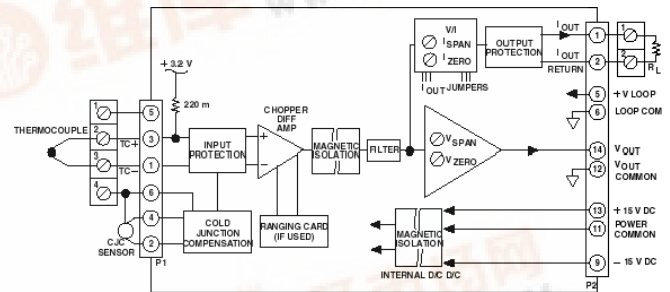 + 3.2 V
220 m
THERMOCOUPLE
1
2
3
4
TC+
TC−
5
3
1
6
4
2
CJC
SENSOR
P1
INPUT
PROTECTION
COLD
JUNCTION
COMPENSATION
CHOPPER
DIFF
AMP
+
−
RANGING CARD
(IF USED)
MAGNETIC
ISOLATION
FILTER
V/I
I SPAN
I ZERO
I OUT JUMPERS
OUTPUT
PROTECTION
I OUT
I OUT
RETURN
V SPAN
V ZERO
MAGNETIC
ISOLATION
INTERNAL D/C D/C
1
2
5
6
14
12
13
11
9
P2
1
2
R L
+ V LOOP
LOOP COM
V OUT
V OUT
COMMON
+ 15 V DC
POWER
COMMON
− 15 V DC